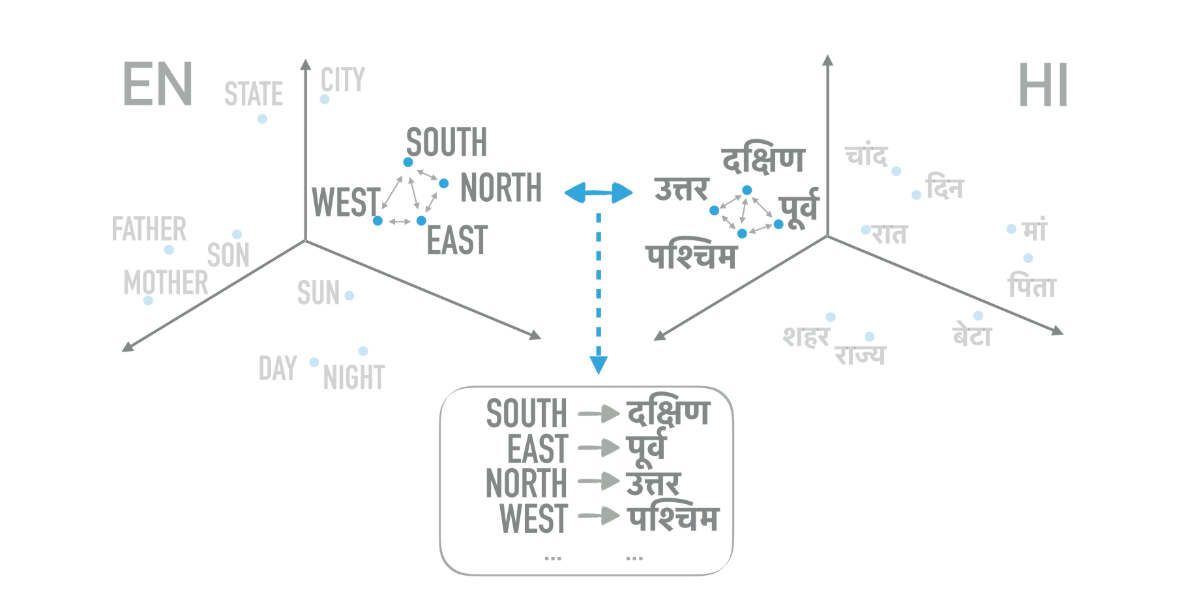 EN
HI
CITY
STATE
SOUTH
NORTH
WEST
EAST
FATHER
SON
MOTHER
SUN
DAY
NIGHT
दक्षिण
उत्तर
पूर्व
पश्चिम
चांद
दिन
रात
मां
पिता
बेटा
शहर
राज्य
SOUTH दक्षिण
EAST पूर्व
NORTH उत्तर
WEST पश्चिम
... ...